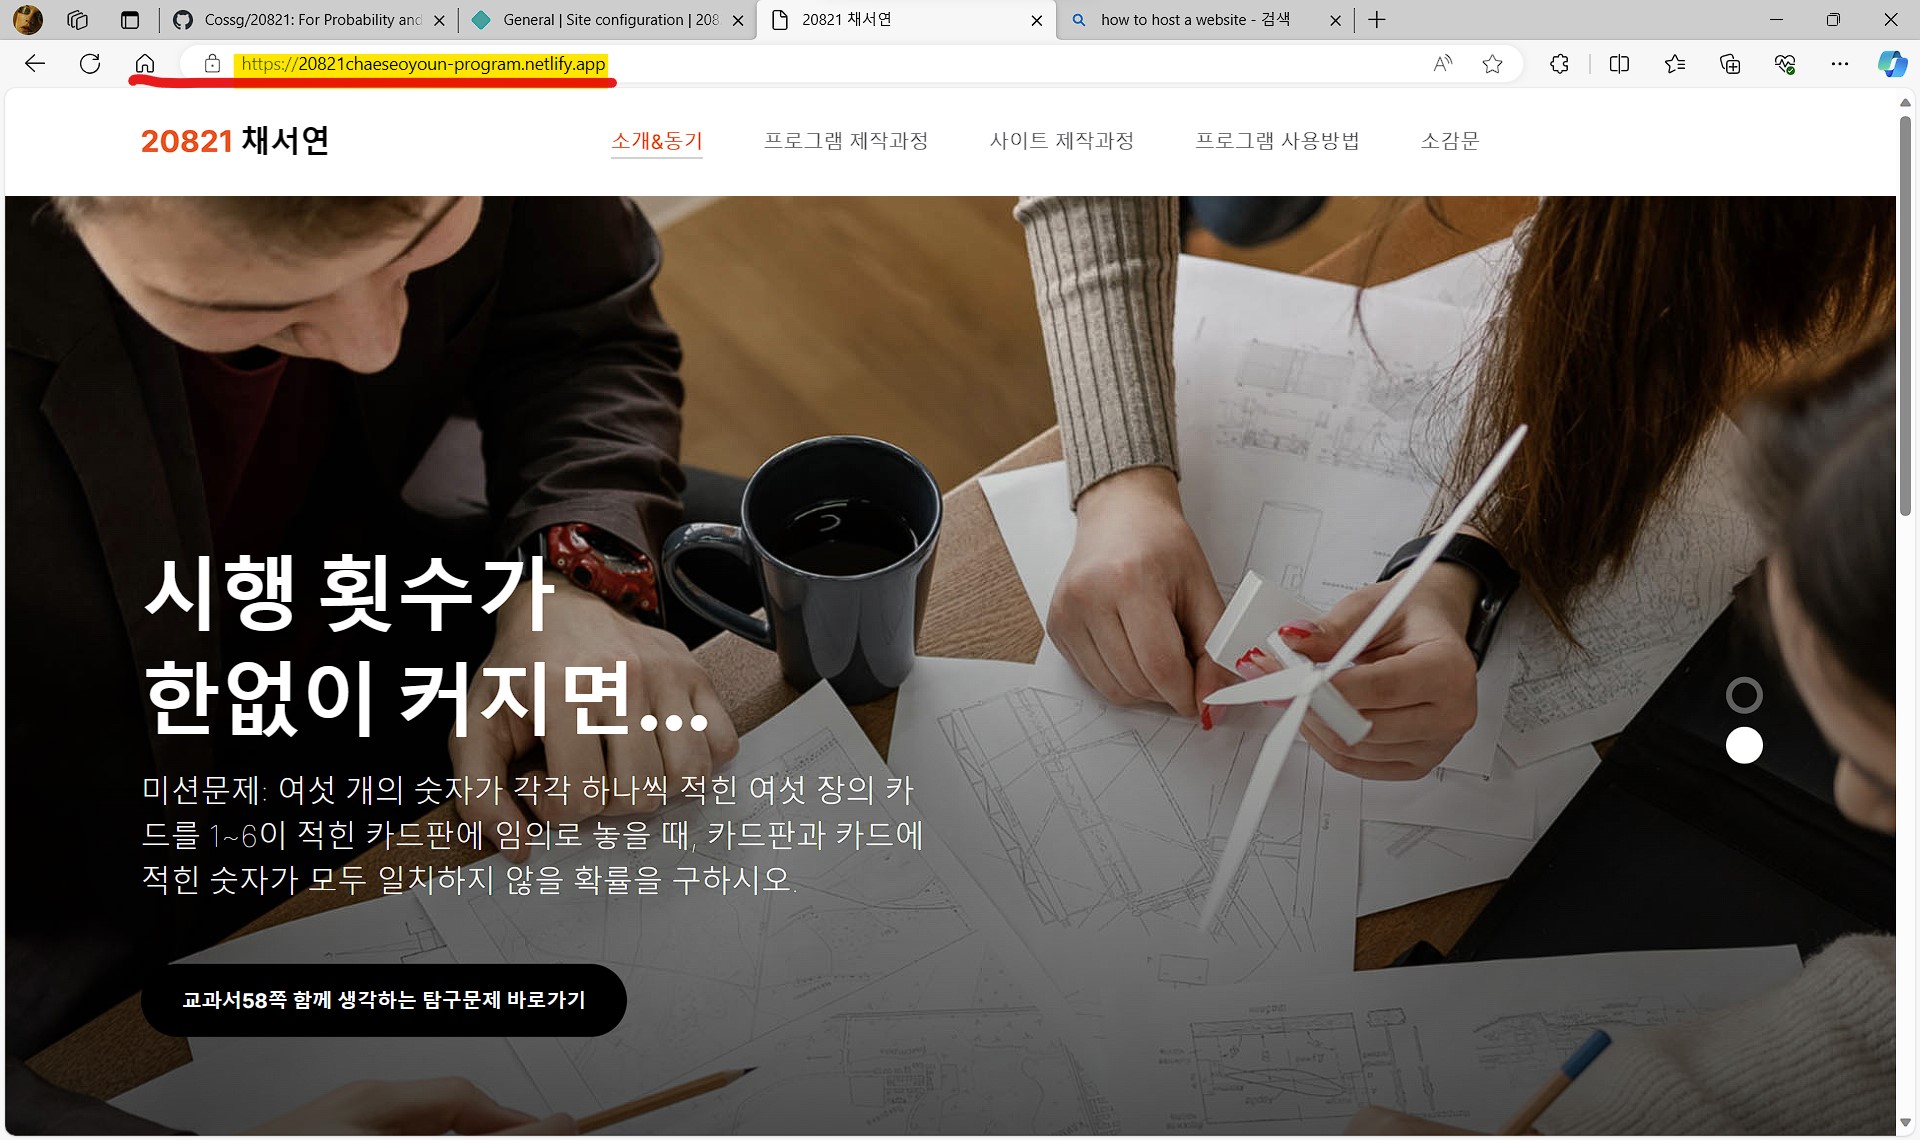 Cossg/20821: For Probability and
General | Site configuration | 208
20821 채서연
how to host a website - 검색
https://20821chaeseoyoun-program.netlify.app
20821 채서연
소개&동기
프로그램 제작과정
사이트 제작과정
프로그램 사용방법
소감문
시행 횟수가
한없이 커지면...
미션문제: 여섯 개의 숫자가 각각 하나씩 적힌 여섯 장의 카
드를 1~6이 적힌 카드판에 임의로 놓을 때, 카드판과 카드에
적힌 숫자가 모두 일치하지 않을 확률을 구하시오.
교과서58쪽 함께 생각하는 탐구문제 바로가기